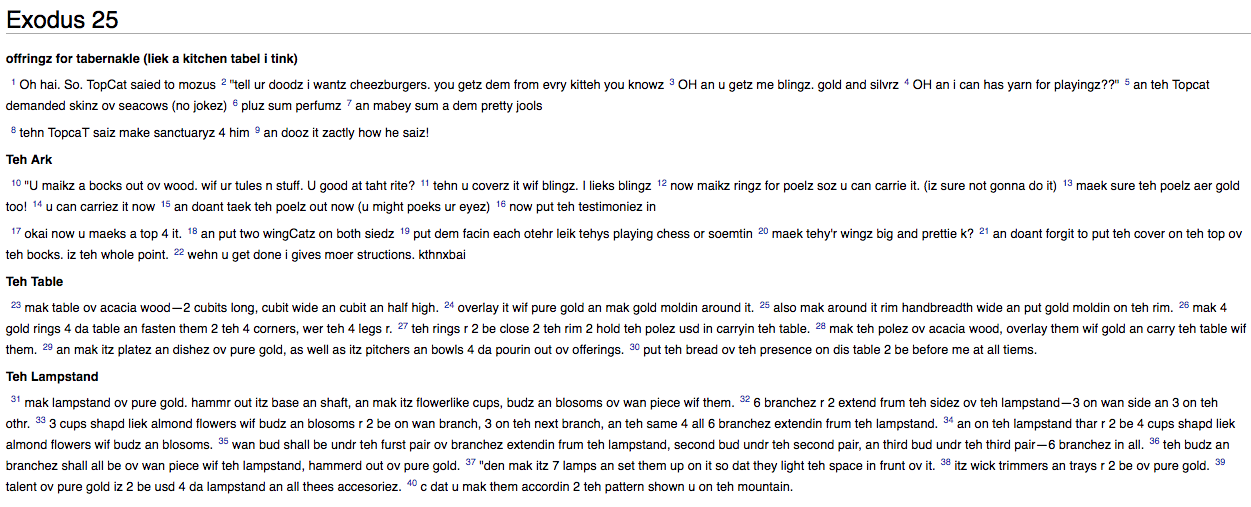 Exodus 25
offringz for tabernakle (liek a kitchen tabel i tink)
1 Oh hai. So. TopCat saied to mozus 2 "tell ur doodz i wantz cheezburgers. you getz dem from evry kitteh you knowz 3 OH an u getz me blingz. gold and silvrz 4 OH an i can has yarn for playingz??" 5 an teh Topcat
demanded skinz ov seacows (no jokez) 6 pluz sum perfumz 7 an mabey sum a dem pretty jools
8 tehn TopcaT saiz make sanctuaryz 4 him 9 an dooz it zactly how he saiz!
Teh Ark
10 "U maikz a bocks out ov wood. wif ur tules n stuff. U good at taht rite? 11 tehn u coverz it wif blingz. I lieks blingz 12 now maikz ringz for poelz soz u can carrie it. (iz sure not gonna do it) 13 maek sure teh poelz aer gold
too! 14 u can carriez it now 15 an doant taek teh poelz out now (u might poeks ur eyez) 16 now put teh testimoniez in
17 okai now u maeks a top 4 it. 18 an put two wingCatz on both siedz 19 put dem facin each otehr leik tehys playing chess or soemtin 20 maek tehy'r wingz big and prettie k? 21 an doant forgit to put teh cover on teh top ov
teh bocks. iz teh whole point. 22 wehn u get done i gives moer structions. kthnxbai
Teh Table
23 mak table ov acacia wood—2 cubits long, cubit wide an cubit an half high. 24 overlay it wif pure gold an mak gold moldin around it. 25 also mak around it rim handbreadth wide an put gold moldin on teh rim. 26 mak 4
gold rings 4 da table an fasten them 2 teh 4 corners, wer teh 4 legs r. 27 teh rings r 2 be close 2 teh rim 2 hold teh polez usd in carryin teh table. 28 mak teh polez ov acacia wood, overlay them wif gold an carry teh table wif
them. 29 an mak itz platez an dishez ov pure gold, as well as itz pitchers an bowls 4 da pourin out ov offerings. 30 put teh bread ov teh presence on dis table 2 be before me at all tiems.
Teh Lampstand
31 mak lampstand ov pure gold. hammr out itz base an shaft, an mak itz flowerlike cups, budz an blosoms ov wan piece wif them. 32 6 branchez r 2 extend frum teh sidez ov teh lampstand—3 on wan side an 3 on teh
othr. 33 3 cups shapd liek almond flowers wif budz an blosoms r 2 be on wan branch, 3 on teh next branch, an teh same 4 all 6 branchez extendin frum teh lampstand. 34 an on teh lampstand thar r 2 be 4 cups shapd liek
almond flowers wif budz an blosoms. 35 wan bud shall be undr teh furst pair ov branchez extendin frum teh lampstand, second bud undr teh second pair, an third bud undr teh third pair—6 branchez in all. 36 teh budz an
branchez shall all be ov wan piece wif teh lampstand, hammerd out ov pure gold. 37 "den mak itz 7 lamps an set them up on it so dat they light teh space in frunt ov it. 38 itz wick trimmers an trays r 2 be ov pure gold. 39
talent ov pure gold iz 2 be usd 4 da lampstand an all thees accesoriez. 40 c dat u mak them accordin 2 teh pattern shown u on teh mountain.